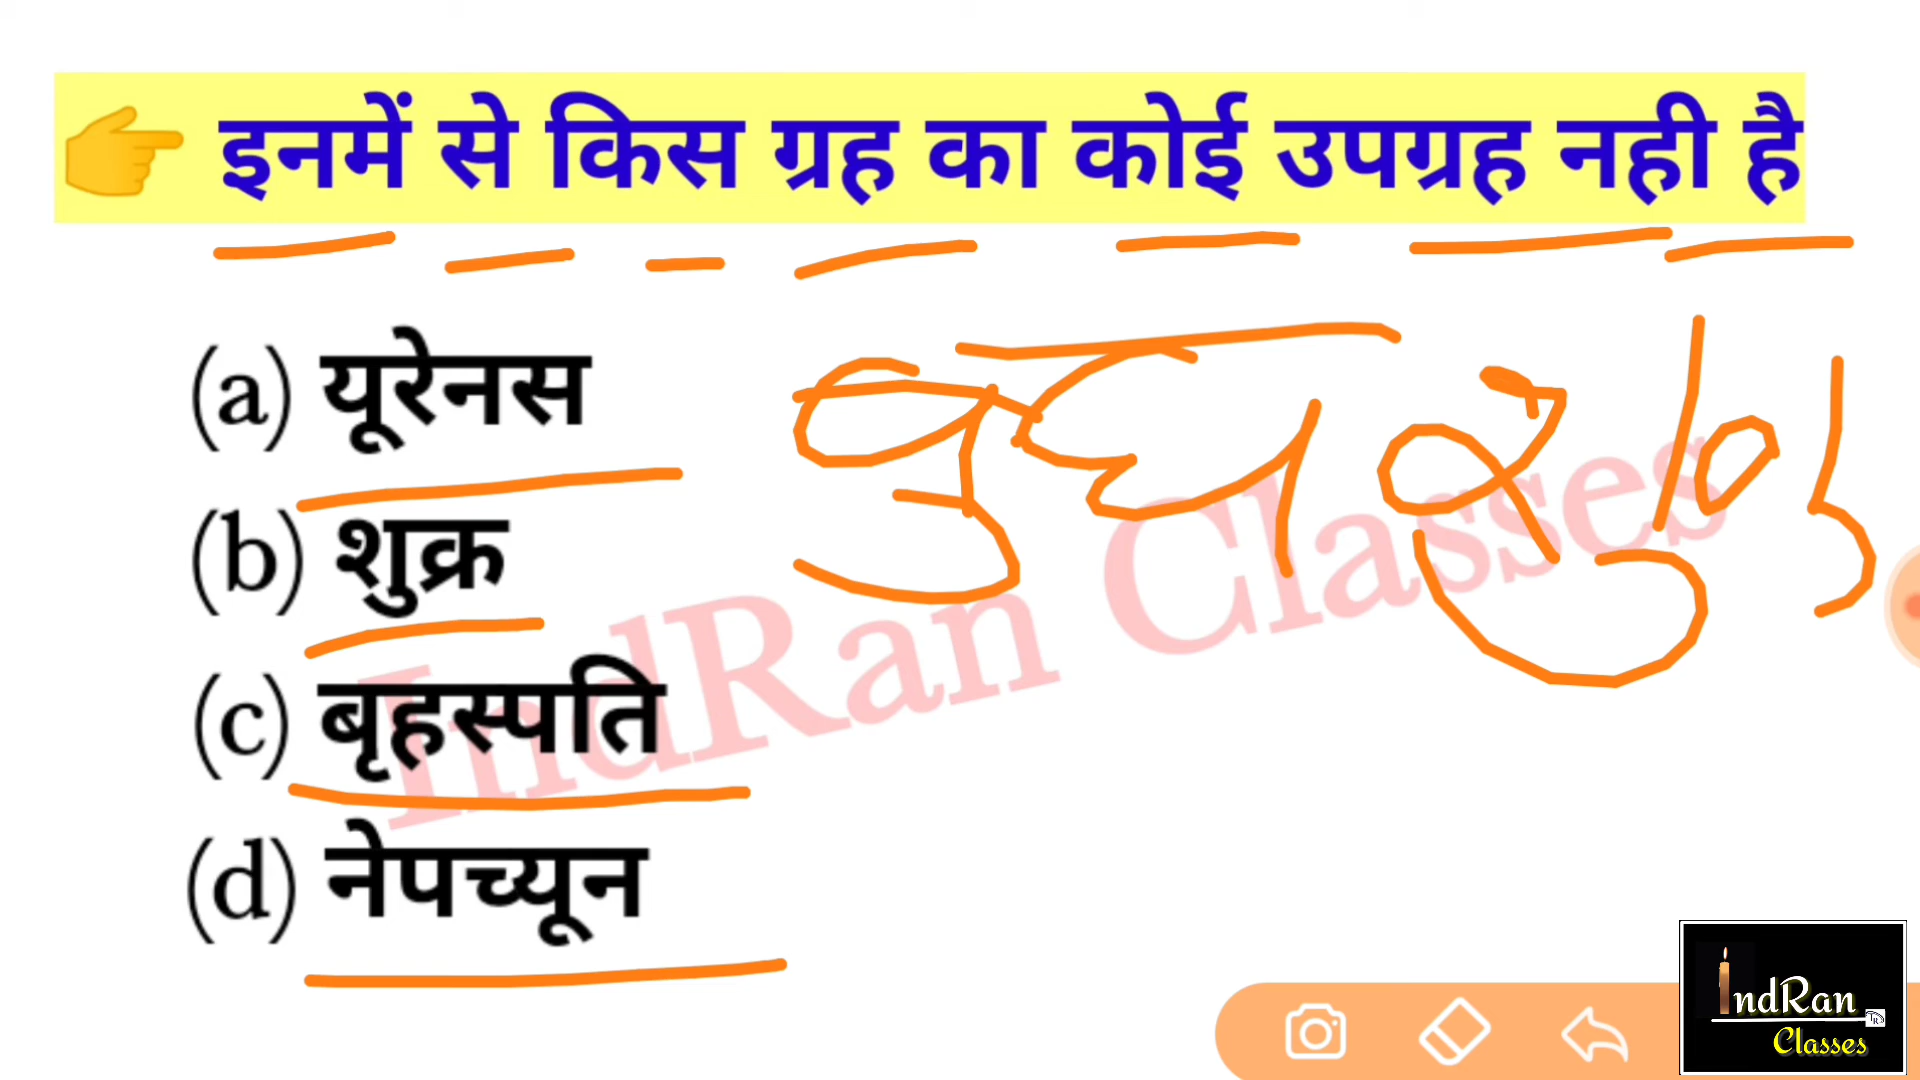 👉 इनमें से किस ग्रह का कोई उपग्रह नही है
(a) यूरेनस
(b) शुक्र
(c) बृहस्पति
(d) नेपच्यून
IndRan Classes
IndRan
Classes